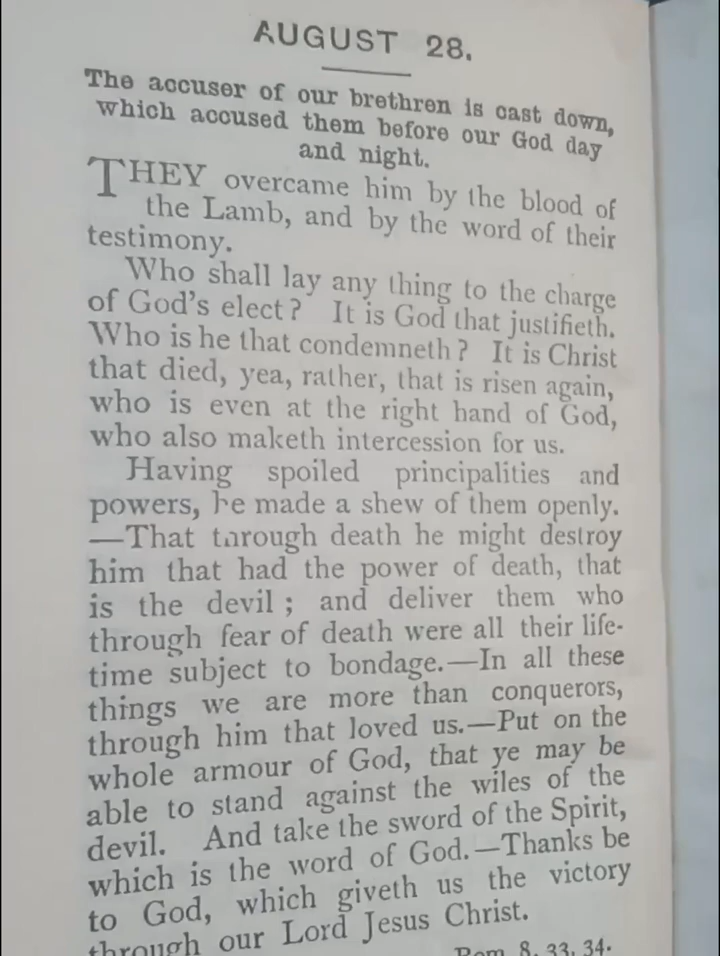 AUGUST 28.
The accuser of our brethren is cast down,
which accused them before our God day
and night.
THEY overcame him by the blood of
the Lamb, and by the word of their
testimony.
Who shall lay any thing to the charge
of God's elect? It is God that justifieth.
Who is he that condemneth? It is Christ
that died, yea, rather, that is risen again,
who is even at the right hand of God,
who also maketh intercession for us.
Having spoiled principalities and
powers, he made a shew of them openly.
—That through death he might destroy
him that had the power of death, that
is the devil; and deliver them who
through fear of death were all their life-
time subject to bondage.—In all these
things we are more than conquerors,
through him that loved us.—Put on the
whole armour of God, that ye may be
able to stand against the wiles of the
devil. And take the sword of the Spirit,
which is the word of God.—Thanks be
to God, which giveth us the victory
through our Lord Jesus Christ.
Rom. 8. 33, 34.